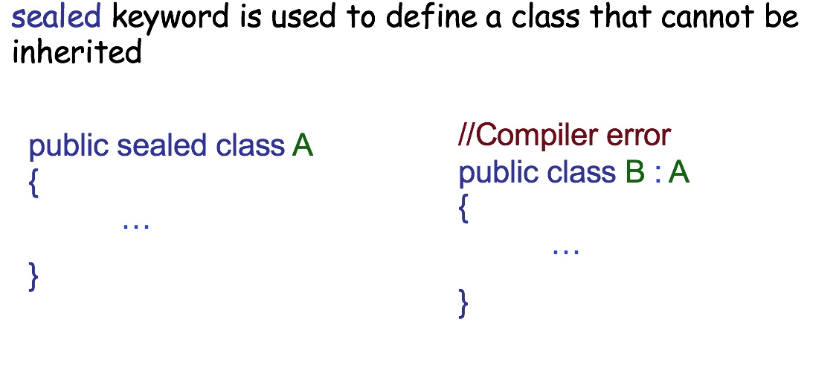 sealed keyword is used to define a class that cannot be
inherited
public sealed class A
{
...
}
//Compiler error
public class B : A
{
...
}